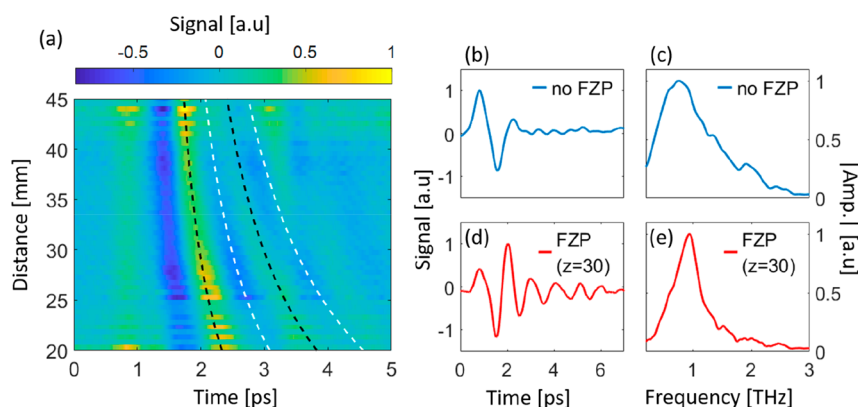 (a)
Signal [a.u]
-0.5 0 0.5 1
Distance [mm]
45
40
35
30
25
20
0 1 2 3 4 5
Time [ps]
(b)
no FZP
1
0
-1
(c)
no FZP
1
0.5
0
(d)
FZP
(z=30)
1
0
-1
0 2 4 6
Time [ps]
Signal [a.u]
(e)
FZP
(z=30)
1
0.5
0
1 2 3
Frequency [THz]
|Amp.| [a.u]